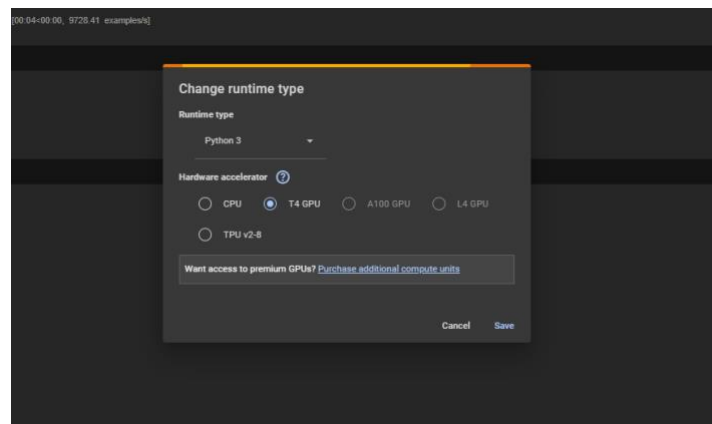 [00:04<00:00, 9728.41 examples/s]
Change runtime type
Runtime type
Python 3
Hardware accelerator ?
CPU T4 GPU A100 GPU L4 GPU
TPU v2-8
Want access to premium GPUs? Purchase additional compute units
Cancel Save